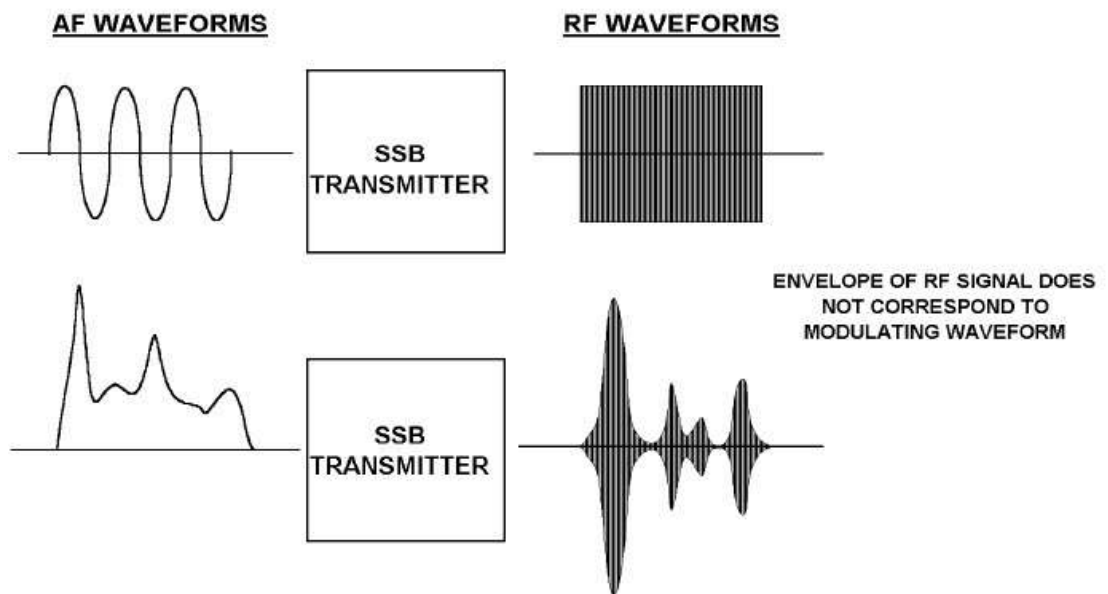 AF WAVEFORMS
RF WAVEFORMS
SSB
TRANSMITTER
ENVELOPE OF RF SIGNAL DOES
NOT CORRESPOND TO
MODULATING WAVEFORM
SSB
TRANSMITTER